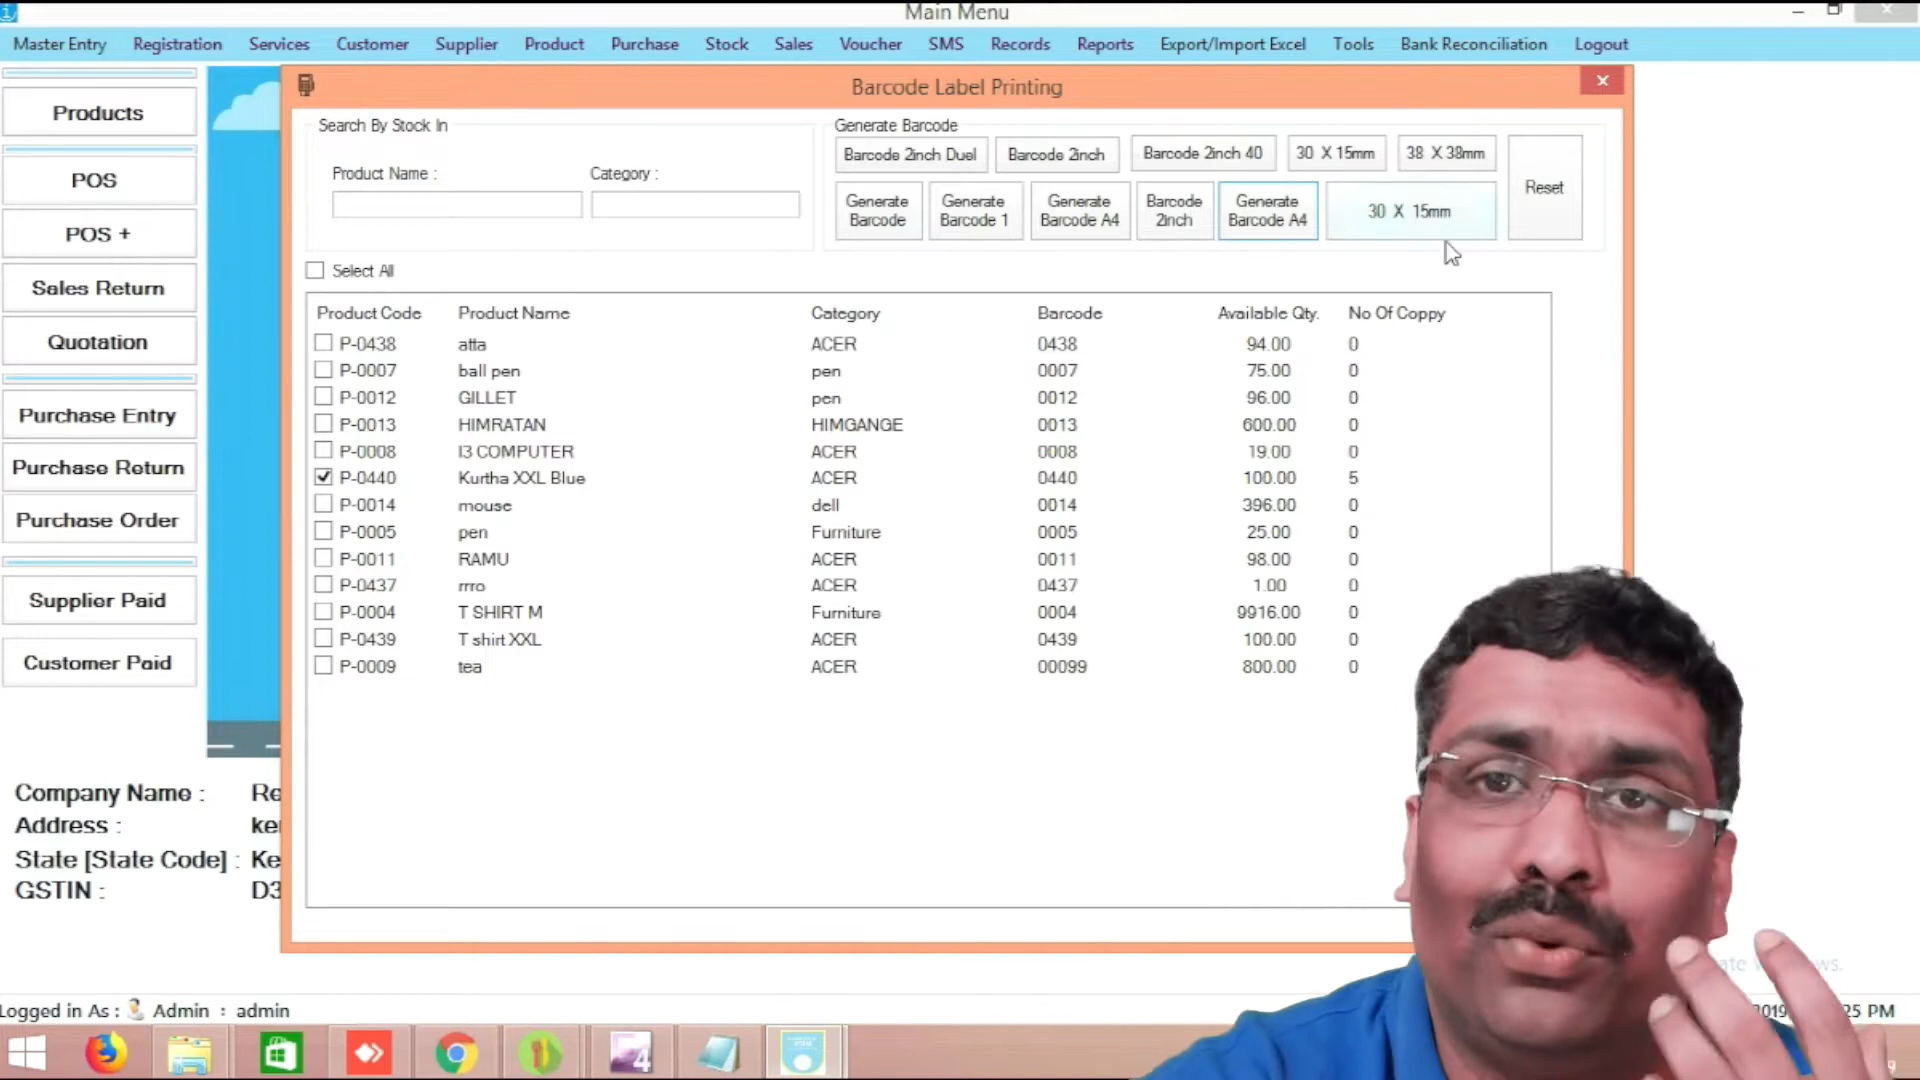 Main Menu
Master Entry Registration Services Customer Supplier Product Purchase Stock Sales Voucher SMS Records Reports Export/Import Excel Tools Bank Reconciliation Logout
Barcode Label Printing
Products
POS
POS +
Sales Return
Quotation
Purchase Entry
Purchase Return
Purchase Order
Supplier Paid
Customer Paid
Search By Stock In
Product Name :
Category :
Generate Barcode
Barcode 2inch Duel
Barcode 2inch
Barcode 2inch 40
30 X 15mm
38 X 38mm
Generate
Barcode
Generate
Barcode 1
Generate
Barcode A4
Barcode
2inch
Generate
Barcode A4
30 X 15mm
Reset
Select All
Product Code Product Name Category Barcode Available Qty. No Of Coppy
P-0438 atta ACER 0438 94.00 0
P-0007 ball pen pen 0007 75.00 0
P-0012 GILLET pen 0012 96.00 0
P-0013 HIMRATAN HIMGANGE 0013 600.00 0
P-0008 I3 COMPUTER ACER 0008 19.00 0
P-0440 Kurtha XXL Blue ACER 0440 100.00 5
P-0014 mouse dell 0014 396.00 0
P-0005 pen Furniture 0005 25.00 0
P-0011 RAMU ACER 0011 98.00 0
P-0437 rrro ACER 0437 1.00 0
P-0004 T SHIRT M Furniture 0004 9916.00 0
P-0439 T shirt XXL ACER 0439 100.00 0
P-0009 tea ACER 00099 800.00 0
Company Name : Re
Address : ke
State [State Code] : Ke
GSTIN : D3
Logged in As : Admin : admin
2019 25 PM